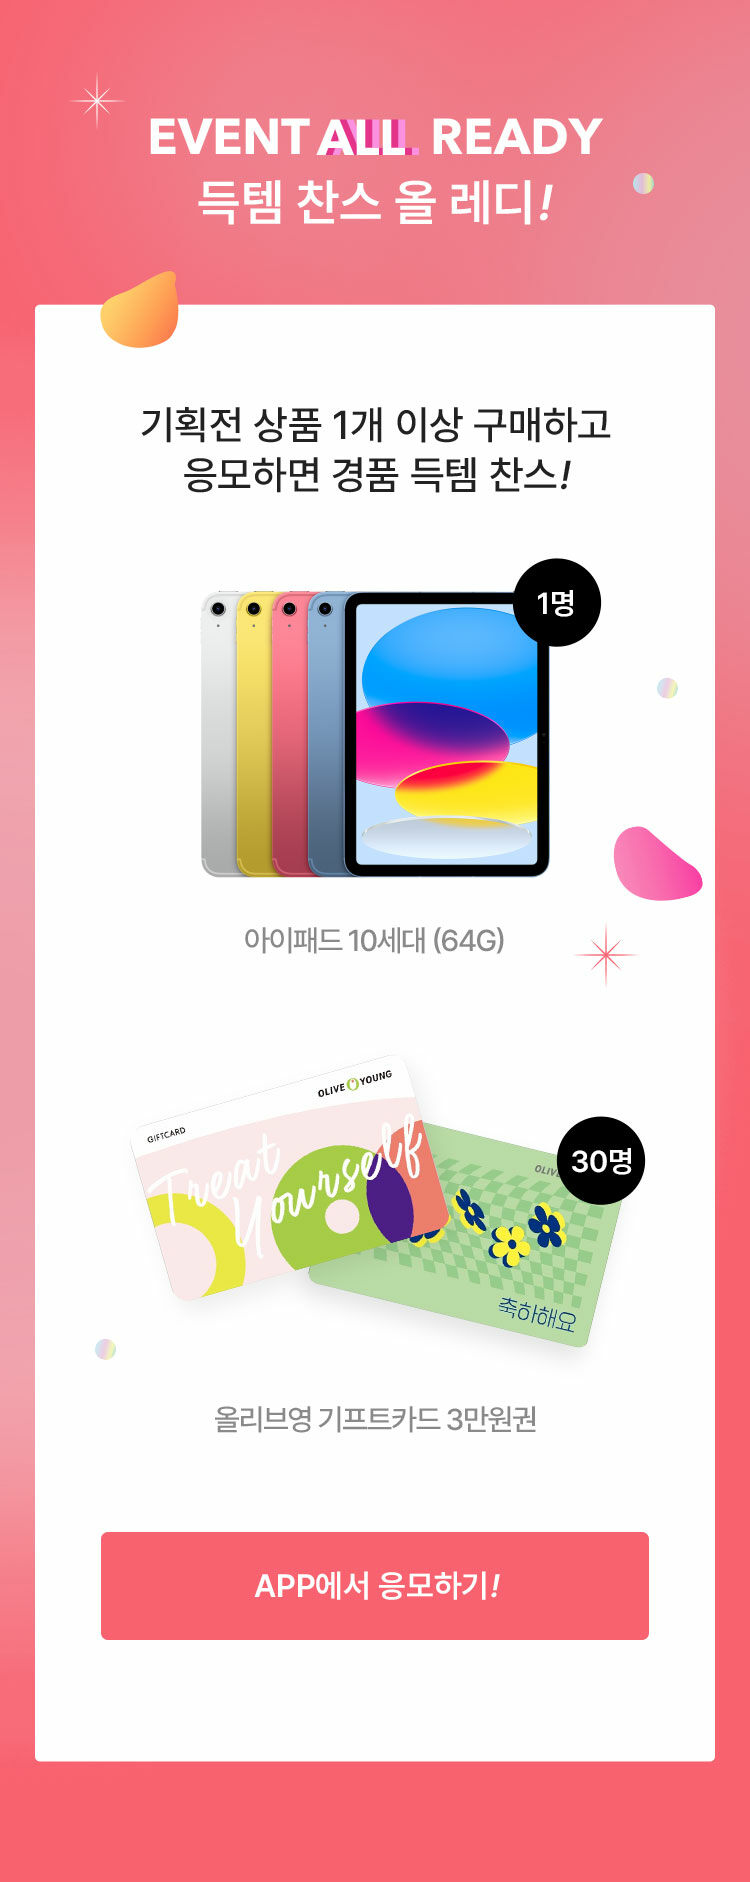 EVENT ALL READY
득템 찬스 올 레디!
기획전 상품 1개 이상 구매하고
응모하면 경품 득템 찬스!
1명
아이패드 10세대 (64G)
OLIVE YOUNG
GIFTCARD
Treat
Yourself
30명
축하해요
올리브영 기프트카드 3만원권
APP에서 응모하기!